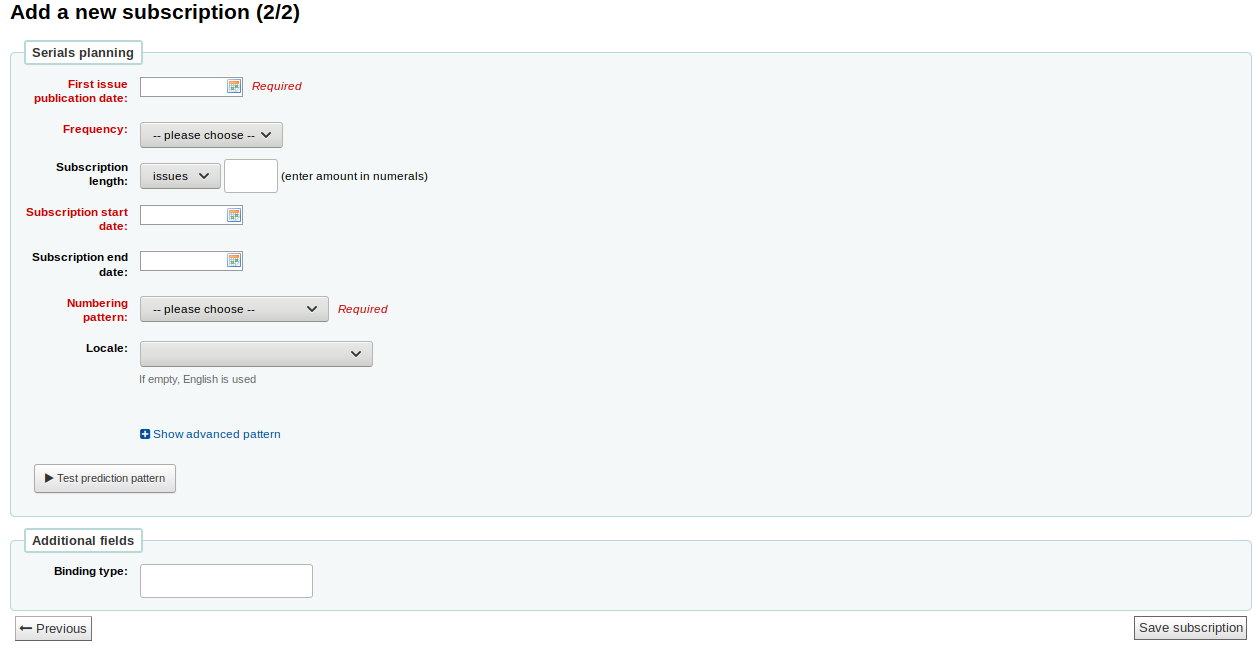 Add a new subscription (2/2)
Serials planning
First issue
publication date:
Required
Frequency:
-- please choose --
Subscription
length:
issues
(enter amount in numerals)
Subscription start
date:
Subscription end
date:
Numbering
pattern:
-- please choose --
Required
Locale:
If empty, English is used
Show advanced pattern
Test prediction pattern
Additional fields
Binding type:
Previous
Save subscription